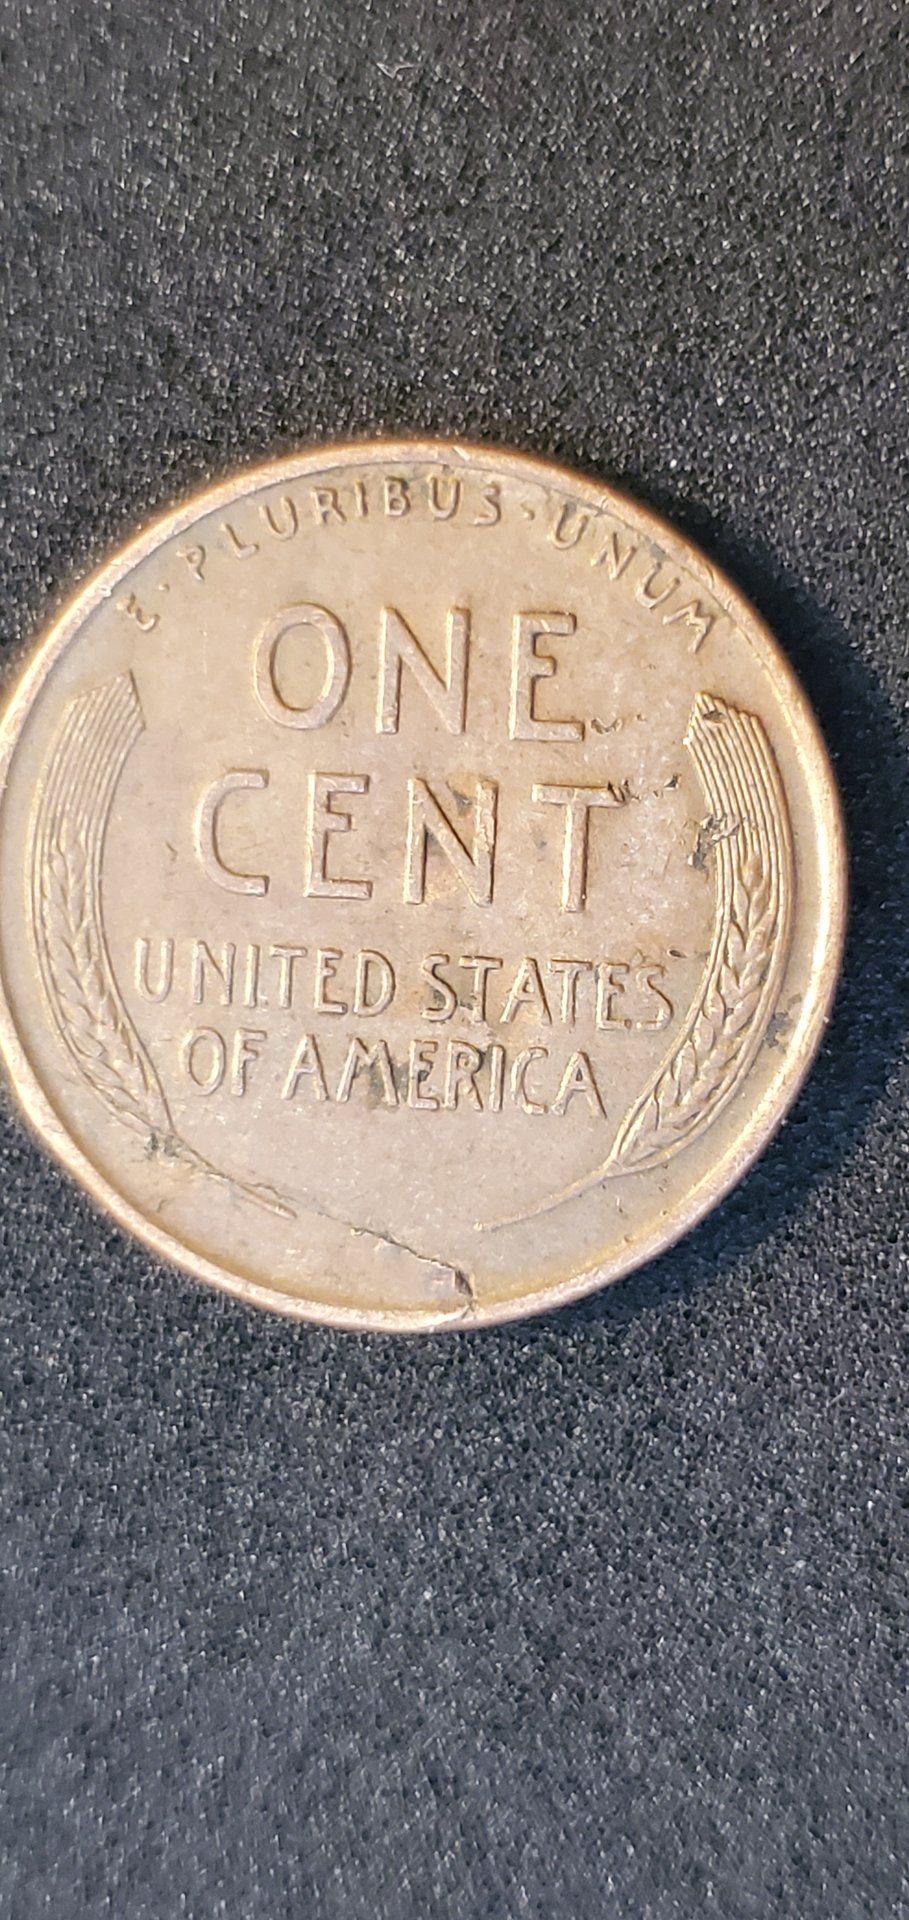 E·PLURIBUS·UNUM
ONE
CENT
UNITED STATES
OF AMERICA